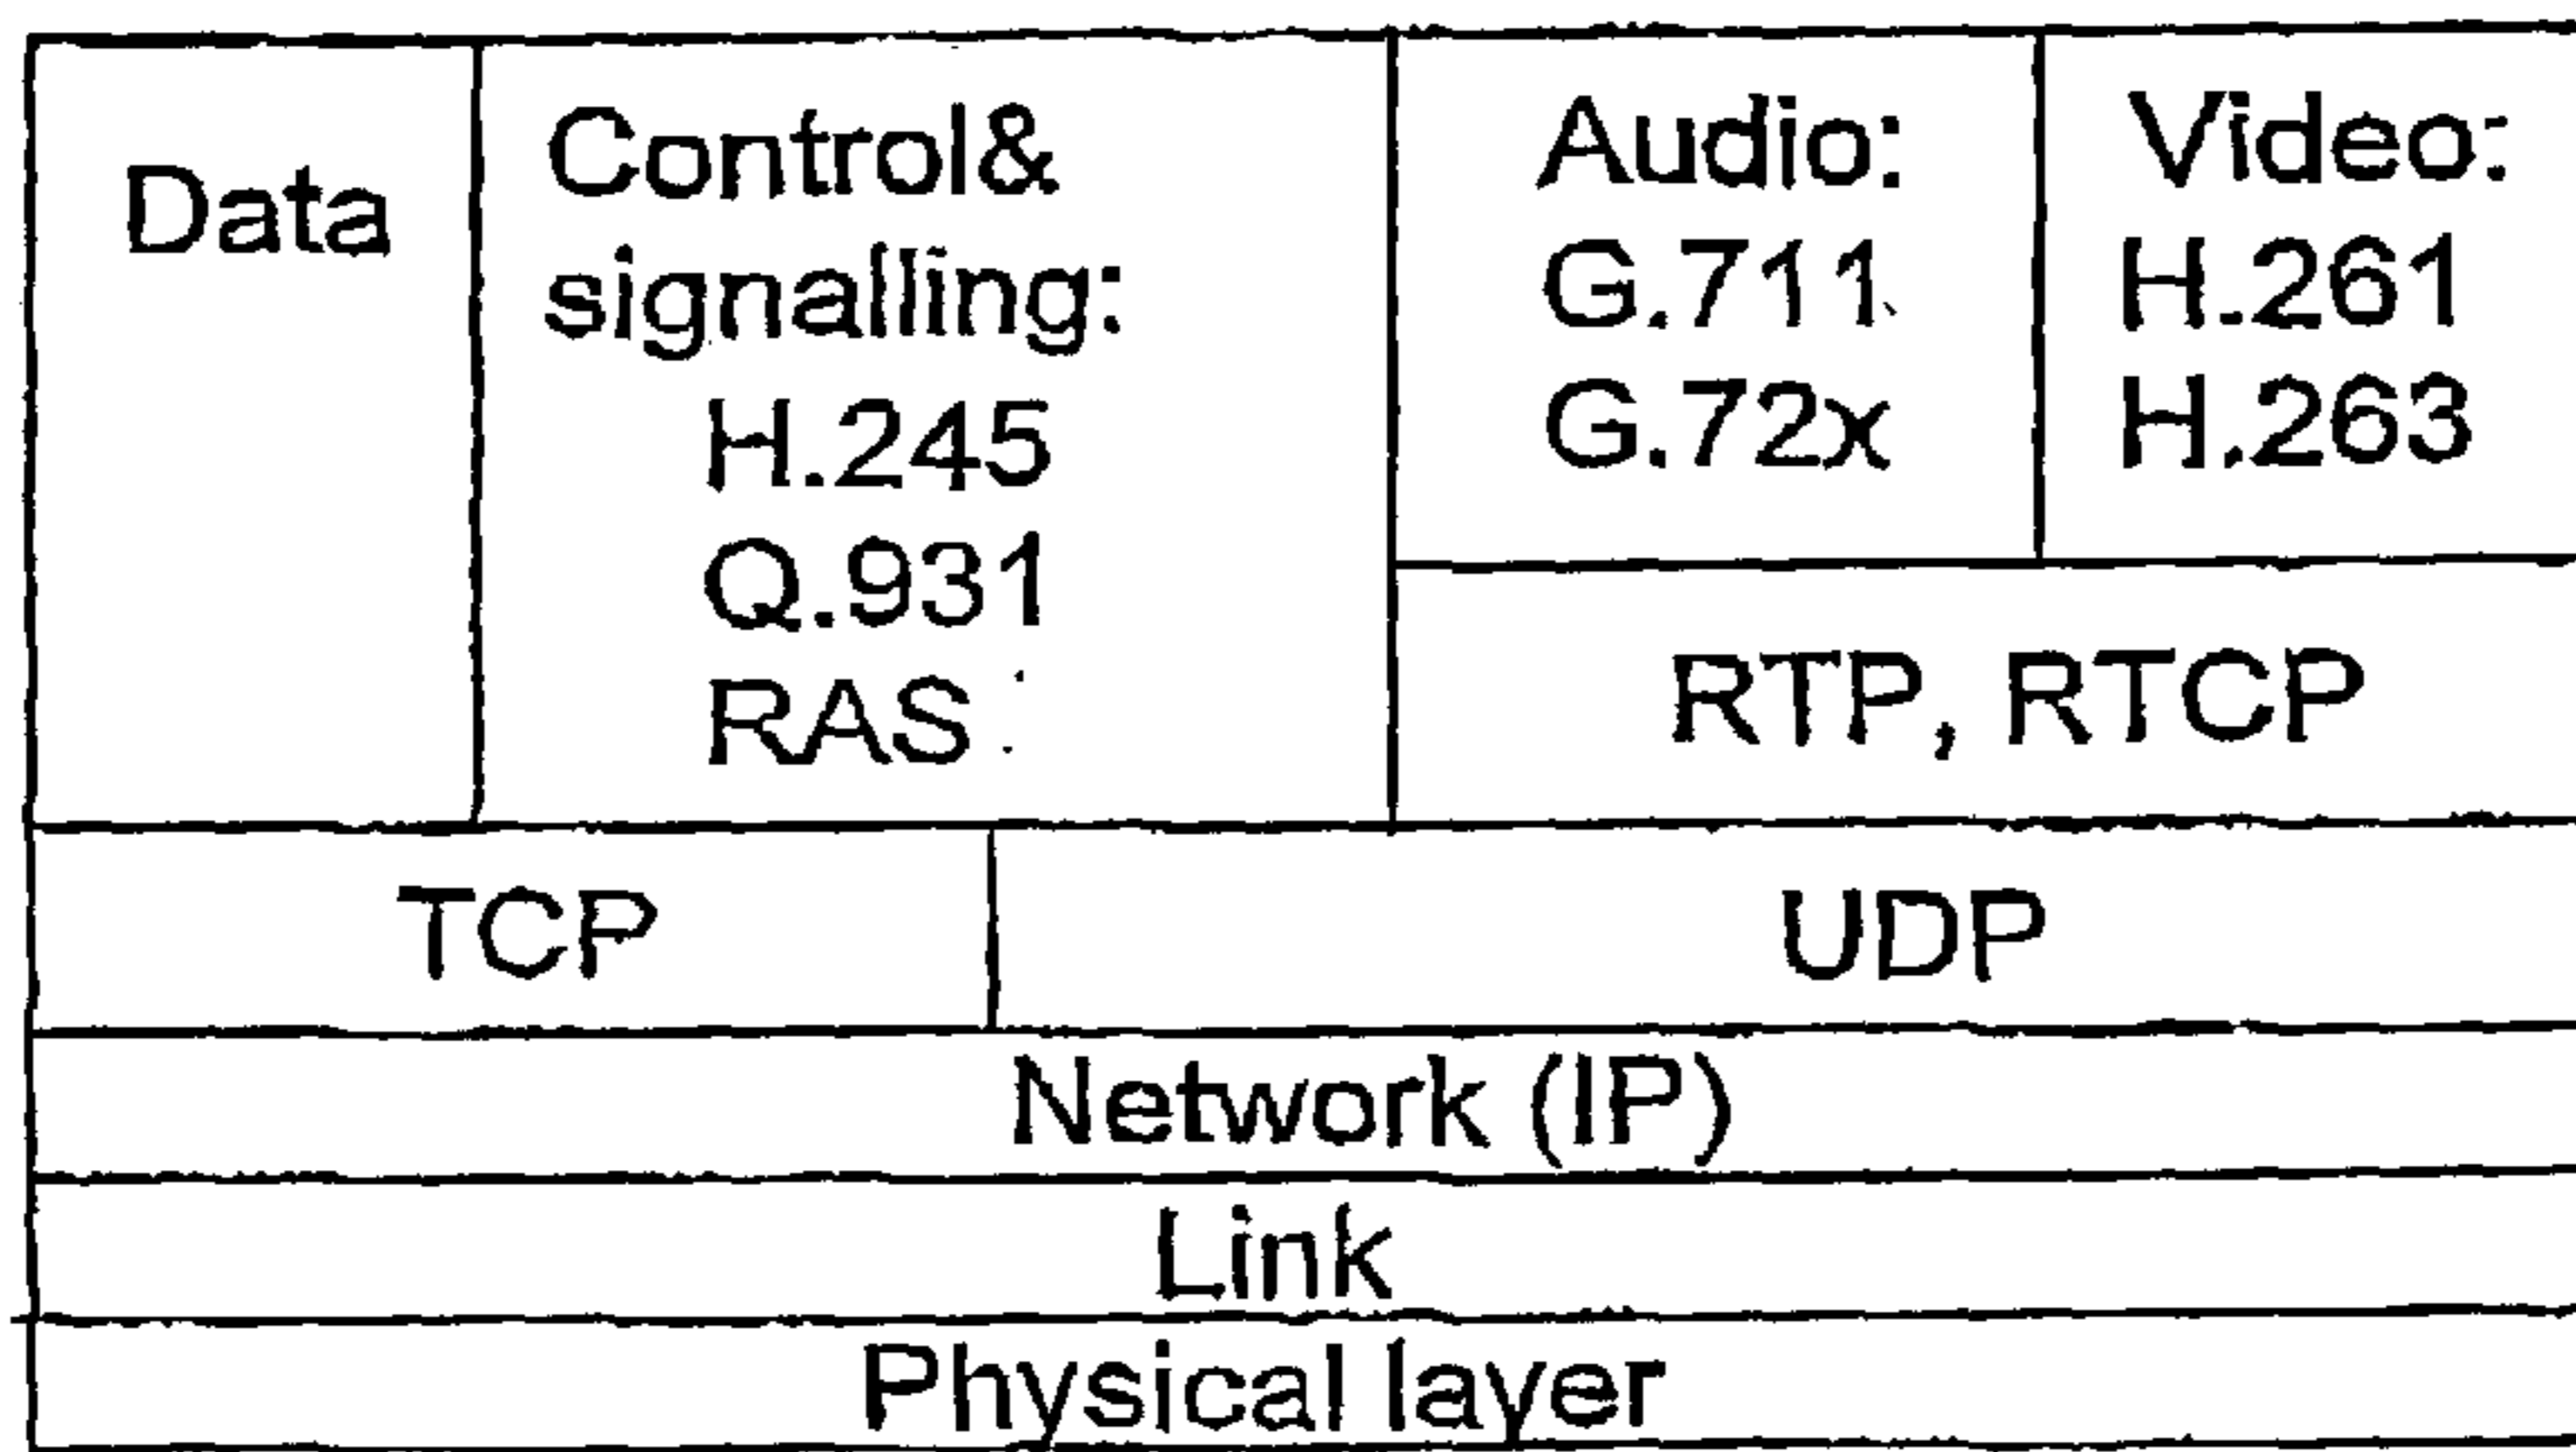 Data
Control&
signalling:
H.245
Q.931
RAS
Audio:
G.711
G.72x
Video:
H.261
H.263
RTP, RTCP
TCP
UDP
Network (IP)
Link
Physical layer